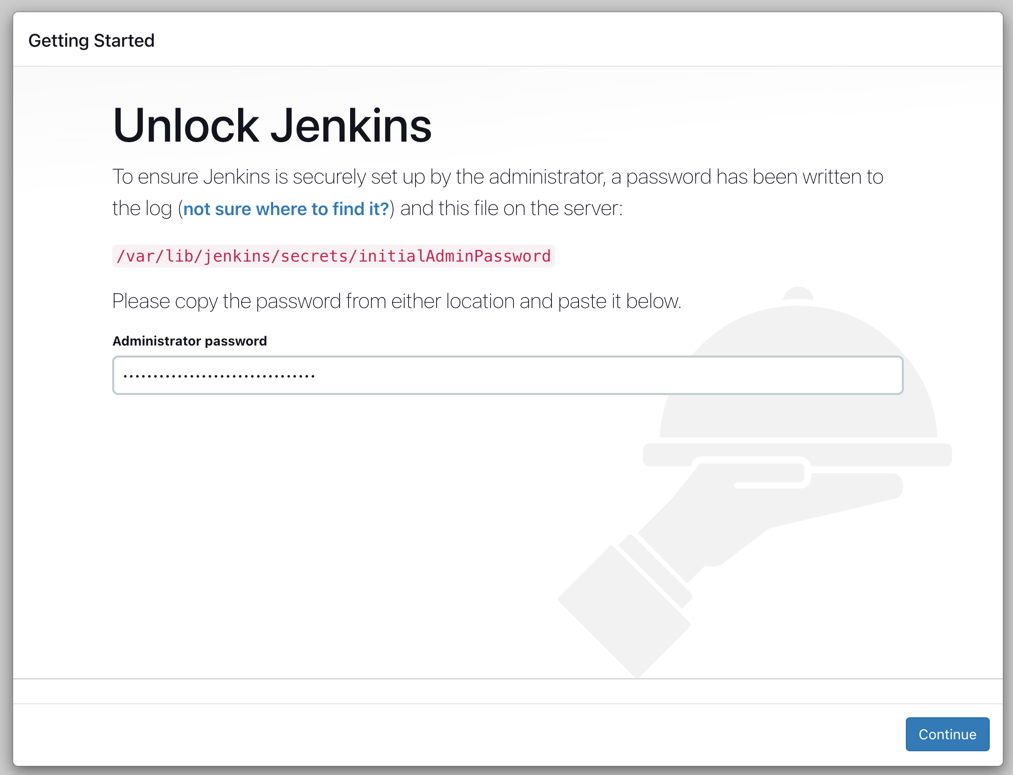 Getting Started
Unlock Jenkins
To ensure Jenkins is securely set up by the administrator, a password has been written to
the log (not sure where to find it?) and this file on the server:
/var/lib/jenkins/secrets/initialAdminPassword
Please copy the password from either location and paste it below.
Administrator password
••••••••••••••••••••••••••••••••
Continue